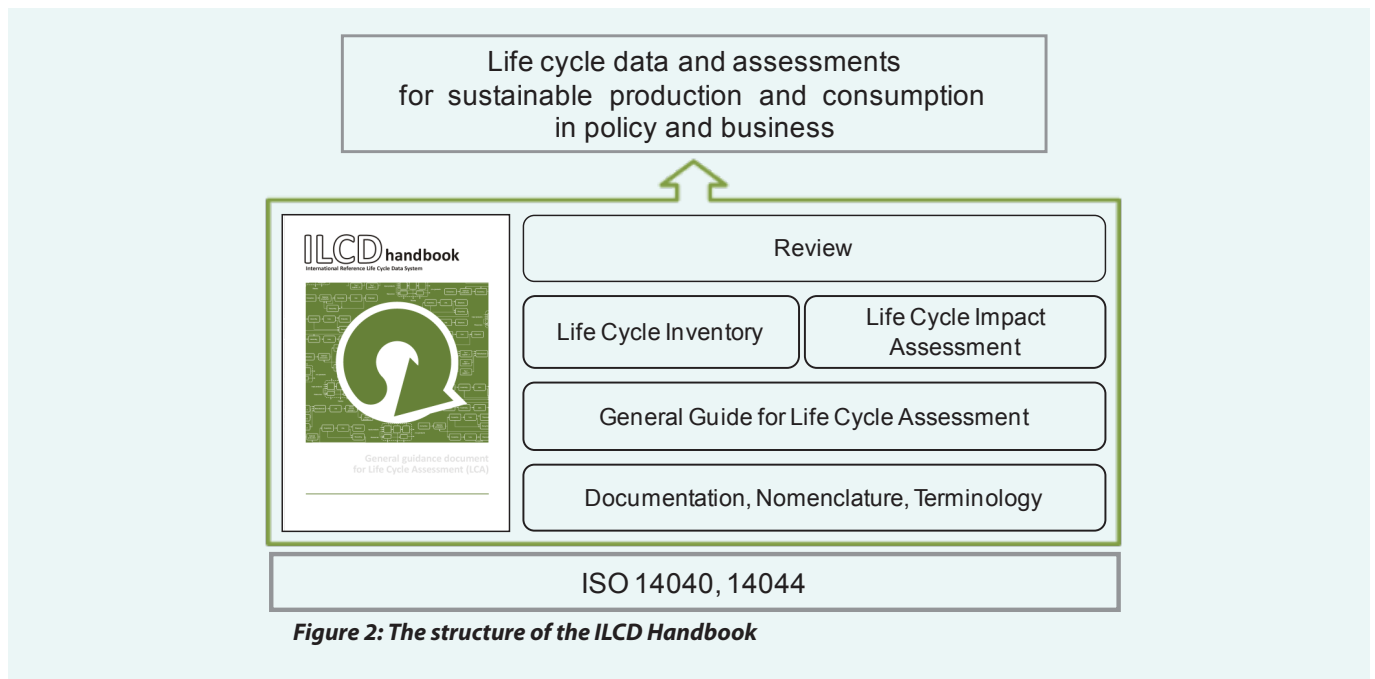 Life cycle data and assessments
for sustainable production and consumption
in policy and business
ILCD handbook
International Reference Life Cycle Data System
General guidance document
for Life Cycle Assessment (LCA)
Review
Life Cycle Inventory
Life Cycle Impact
Assessment
General Guide for Life Cycle Assessment
Documentation, Nomenclature, Terminology
ISO 14040, 14044
Figure 2: The structure of the ILCD Handbook